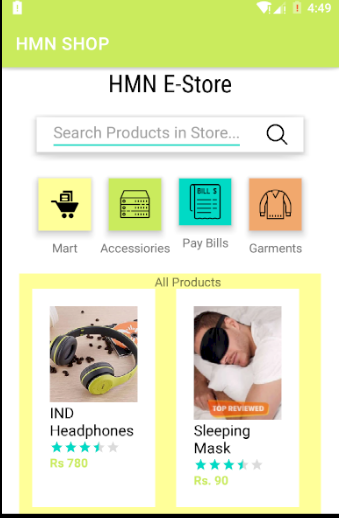 4:49
HMN SHOP
HMN E-Store
Search Products in Store...
BILL $
Mart
Accessiories
Pay Bills
Garments
All Products
IND
Headphones
Rs 780
TOP REVIEWED
Sleeping
Mask
Rs. 90